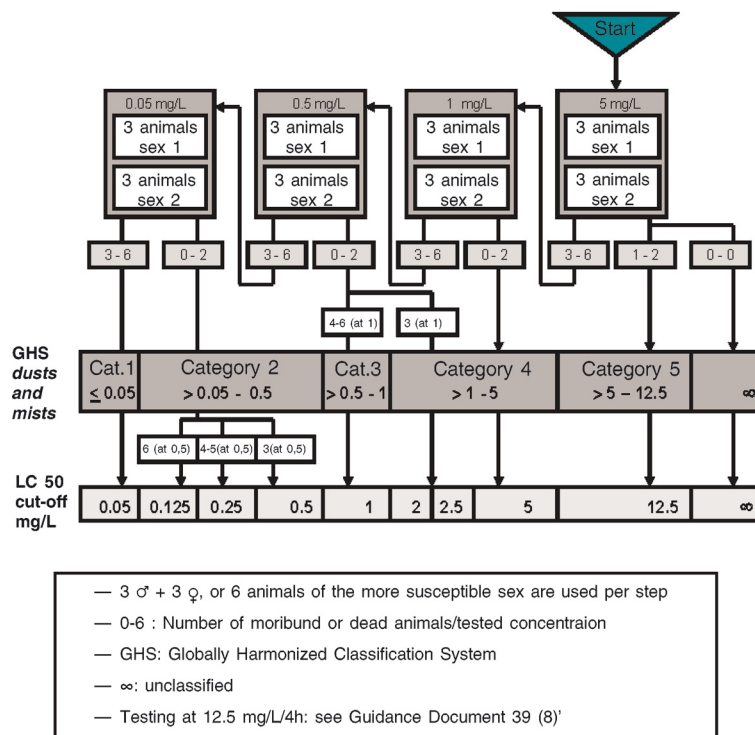 Start
0.05 mg/L
0.5 mg/L
1 mg/L
5 mg/L
3 animals
sex 1
3 animals
sex 1
3 animals
sex 1
3 animals
sex 1
3 animals
sex 2
3 animals
sex 2
3 animals
sex 2
3 animals
sex 2
3-6
0-2
3-6
0-2
3-6
0-2
3-6
1-2
0-0
4-6 (at 1)
3 (at 1)
GHS
dusts
and
mists
Cat.1
≤ 0.05
Category 2
> 0.05 - 0.5
Cat.3
> 0.5 - 1
Category 4
> 1 - 5
Category 5
> 5 – 12.5
∞
6 (at 0,5)
4-5(at 0,5)
3(at 0,5)
LC 50
cut-off
mg/L
0.05
0.125
0.25
0.5
1
2
2.5
5
12.5
∞
— 3 ♂ + 3 ♀, or 6 animals of the more susceptible sex are used per step
— 0-6 : Number of moribund or dead animals/tested concentraion
— GHS: Globally Harmonized Classification System
— ∞: unclassified
— Testing at 12.5 mg/L/4h: see Guidance Document 39 (8)’